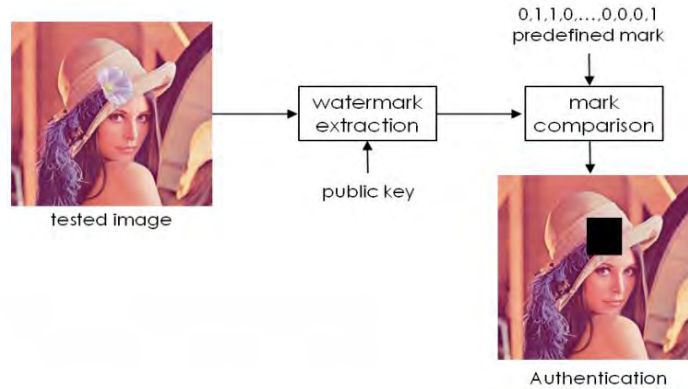 0,1,1,0,...,0,0,0,1
predefined mark
watermark
extraction
mark
comparison
public key
tested image
Authentication